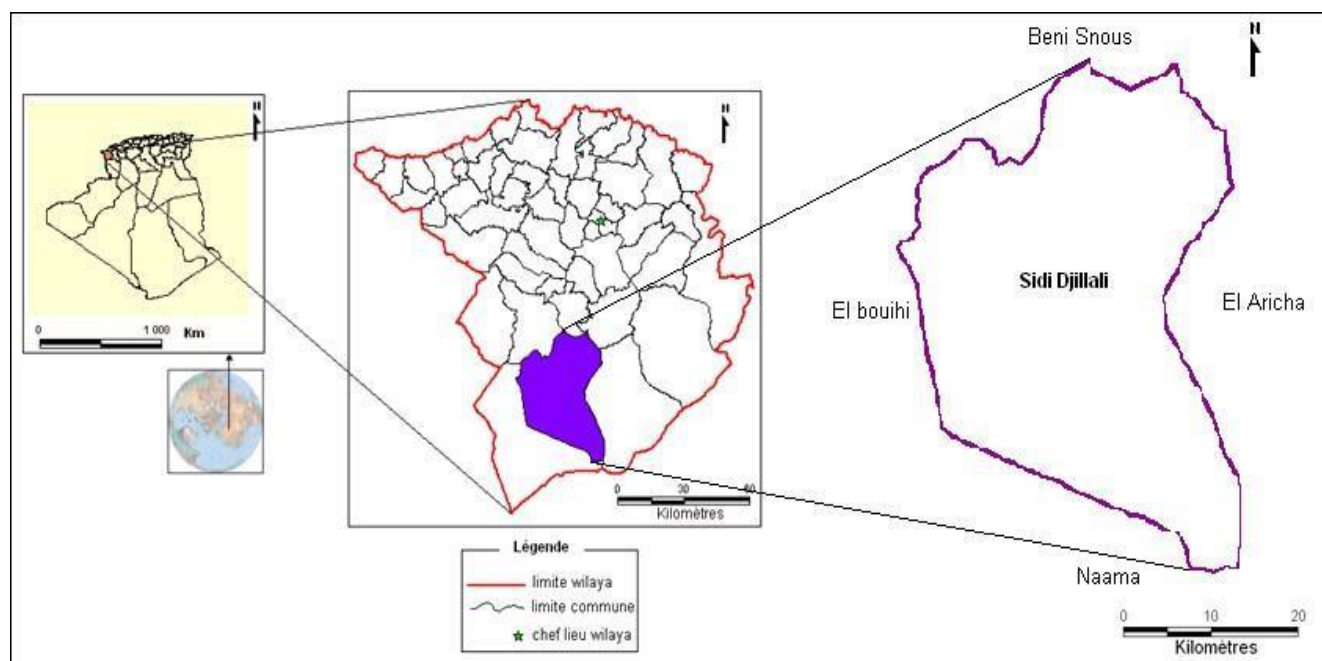 N
0 1 000 Km
N
0 30 60
Kilomètres
Légende
limite wilaya
limite commune
chef lieu wilaya
Beni Snous
N
Sidi Djillali
El bouihi
El Aricha
Naama
0 10 20
Kilomètres